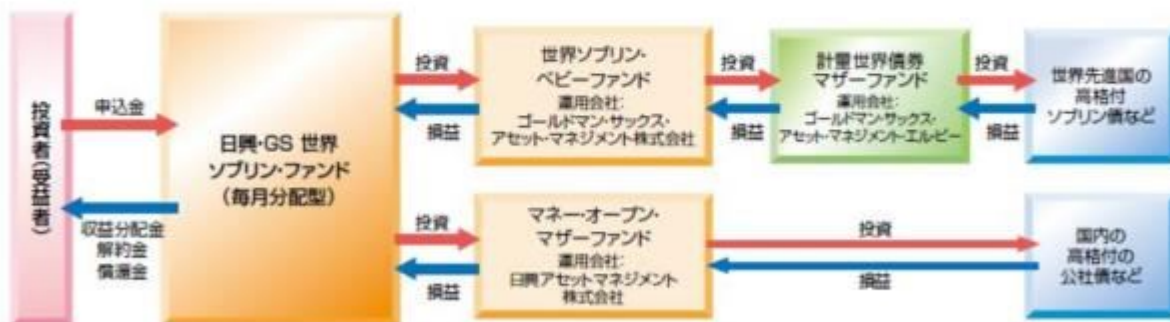 投資者(受益者)
申込金
収益分配金
解約金
償還金
日興・GS 世界
ソブリン・ファンド
(毎月分配型)
投資
損益
世界ソブリン・
ベビーファンド
運用会社:
ゴールドマン・サックス・
アセット・マネジメント株式会社
投資
損益
計量世界債券
マザーファンド
運用会社:
ゴールドマン・サックス・
アセット・マネジメント・エルピー
投資
損益
世界先進国の
高格付
ソブリン債など
投資
損益
マネー・オープン・
マザーファンド
運用会社:
日興アセットマネジメント
株式会社
投資
損益
国内の
高格付の
公社債など